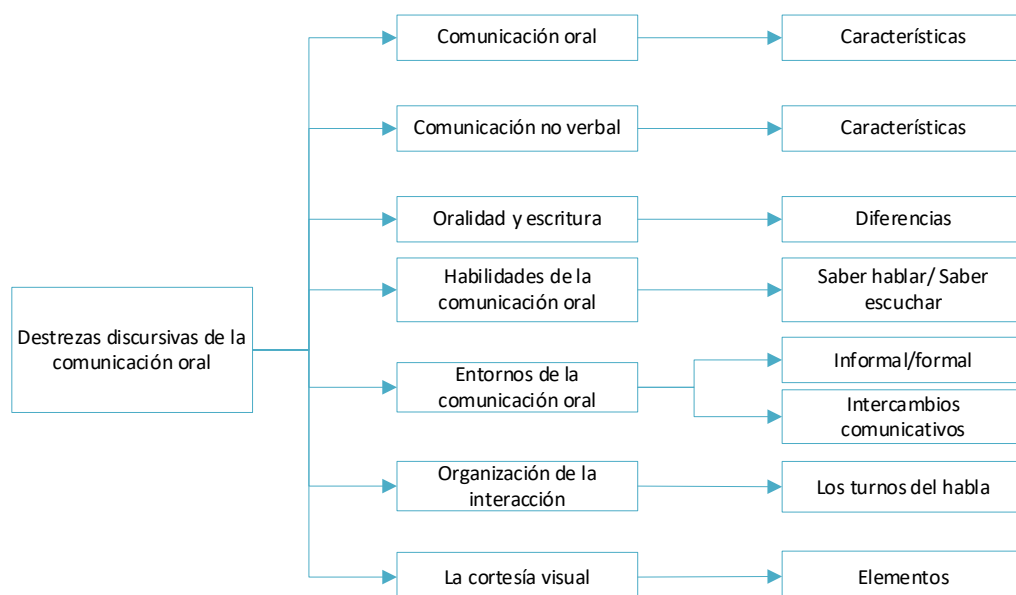 Comunicación oral
Características
Comunicación no verbal
Características
Oralidad y escritura
Diferencias
Habilidades de la
comunicación oral
Saber hablar/ Saber
escuchar
Destrezas discursivas de la
comunicación oral
Entornos de la
comunicación oral
Informal/formal
Intercambios
comunicativos
Organización de la
interacción
Los turnos del habla
La cortesía visual
Elementos